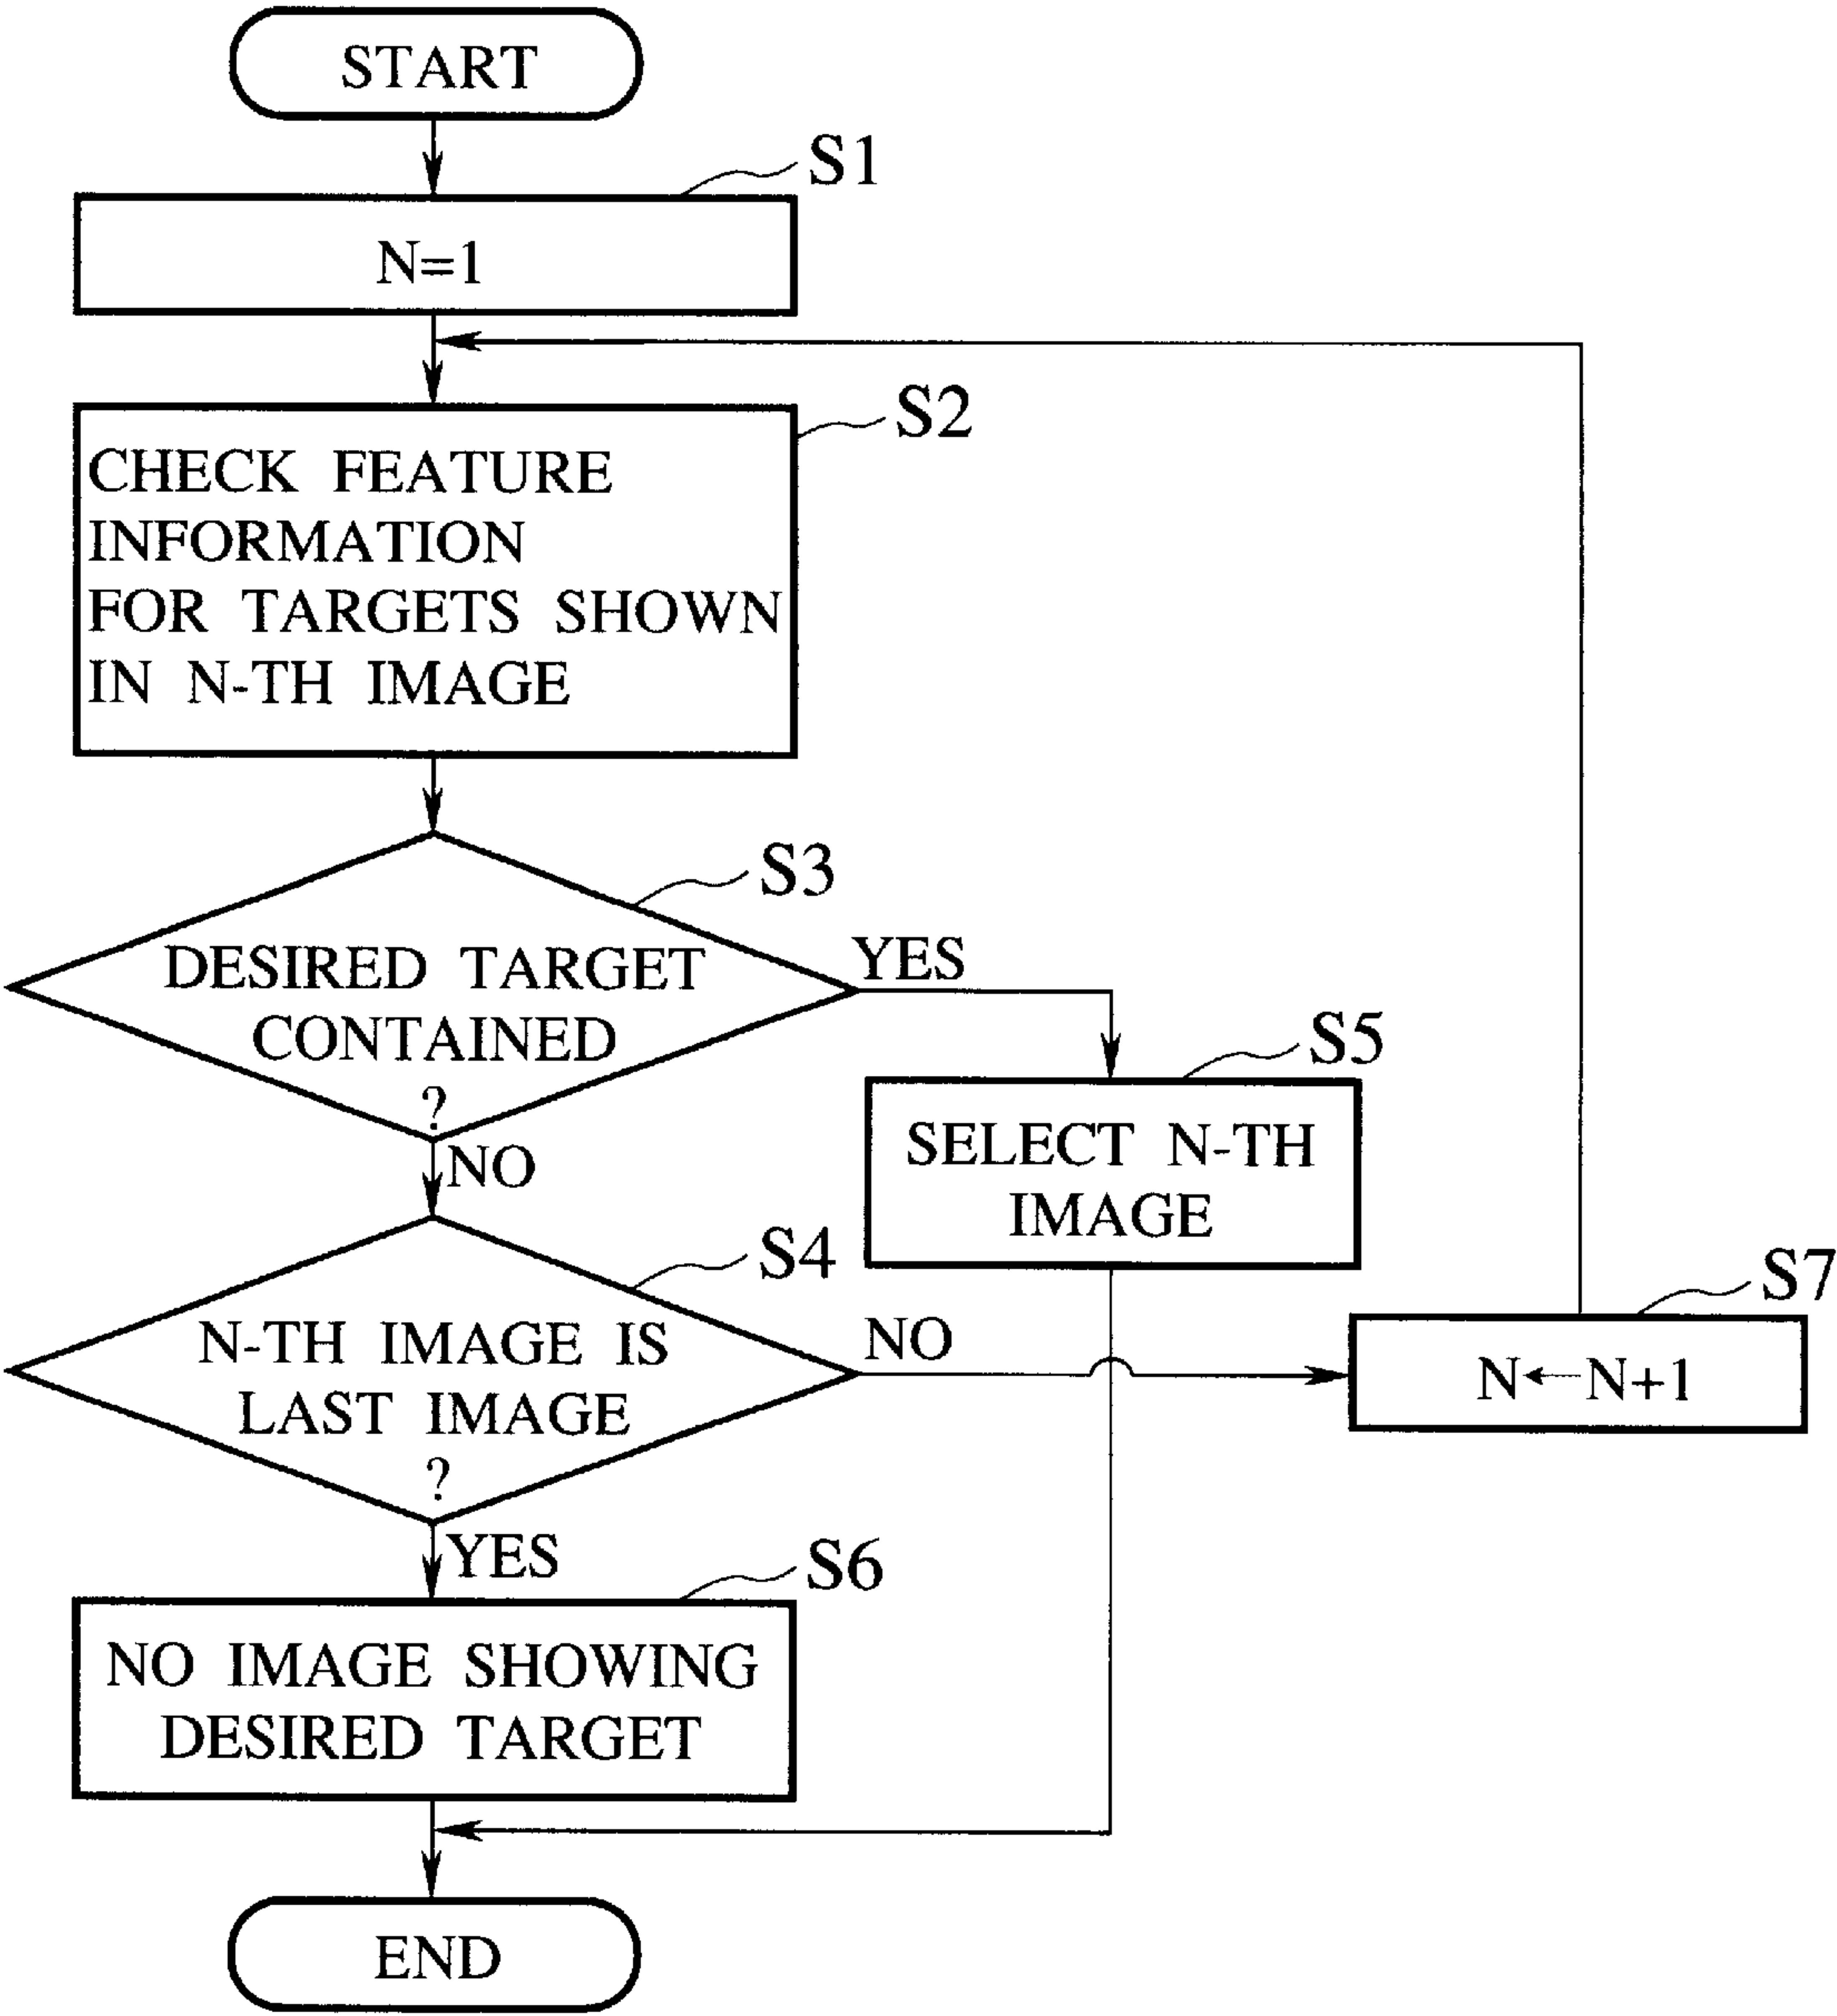 START
S1
N=1
S2
CHECK FEATURE
INFORMATION
FOR TARGETS SHOWN
IN N-TH IMAGE
S3
DESIRED TARGET
CONTAINED
?
YES
NO
S5
SELECT N-TH
IMAGE
S4
N-TH IMAGE IS
LAST IMAGE
?
NO
YES
S7
N←N+1
S6
NO IMAGE SHOWING
DESIRED TARGET
END